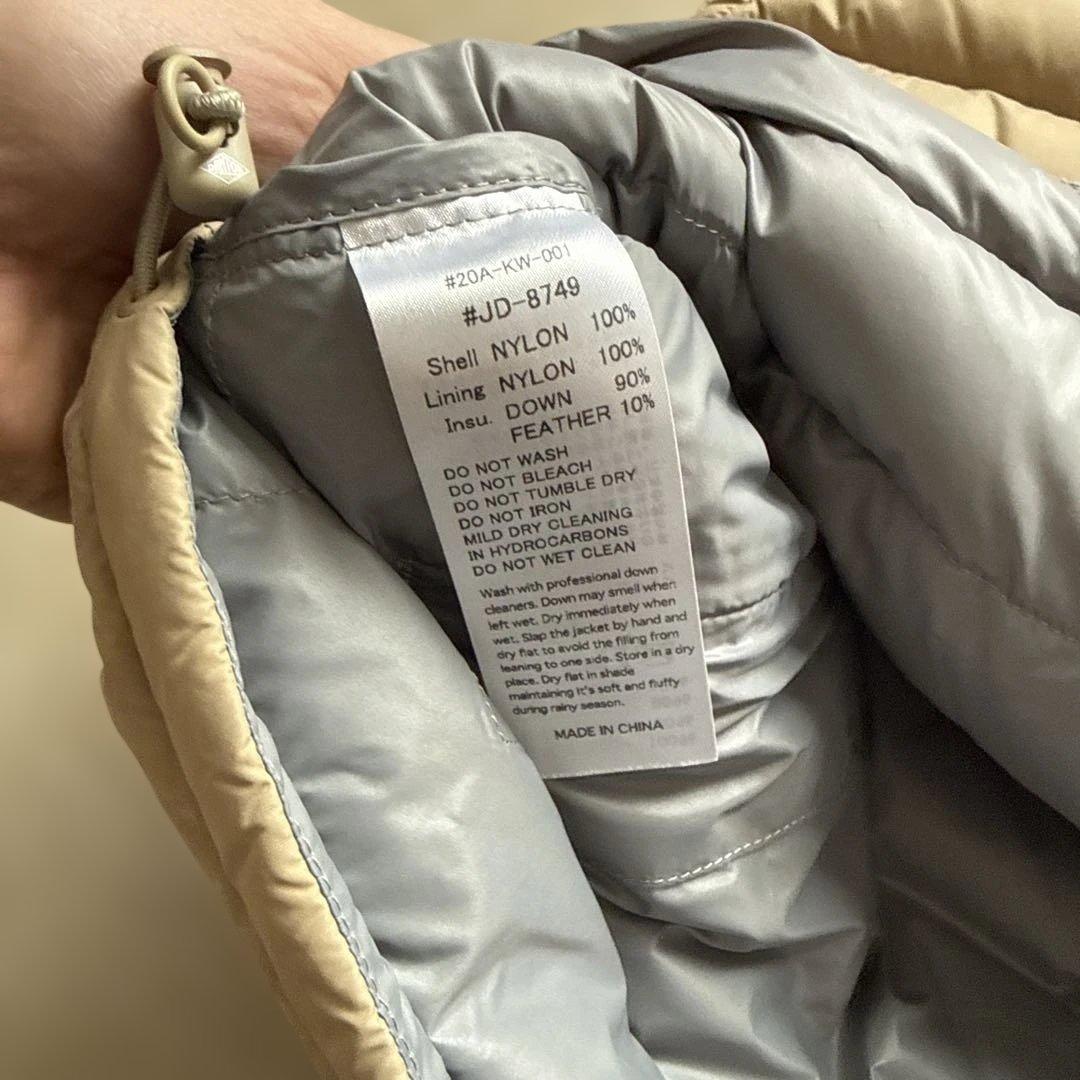 #20A-KW-001
#JD-8749
Shell NYLON 100%
Lining NYLON 100%
Insu. DOWN 90%
FEATHER 10%
DO NOT WASH
DO NOT BLEACH
DO NOT TUMBLE DRY
DO NOT IRON
MILD DRY CLEANING
IN HYDROCARBONS
DO NOT WET CLEAN
Wash with professional down
cleaners. Down may smell when
left wet. Dry immediately when
wet. Slap the jacket by hand and
dry flat to avoid the filling from
leaning to one side. Store in a dry
place. Dry flat in shade
maintaining it's soft and fluffy
during rainy season.
MADE IN CHINA